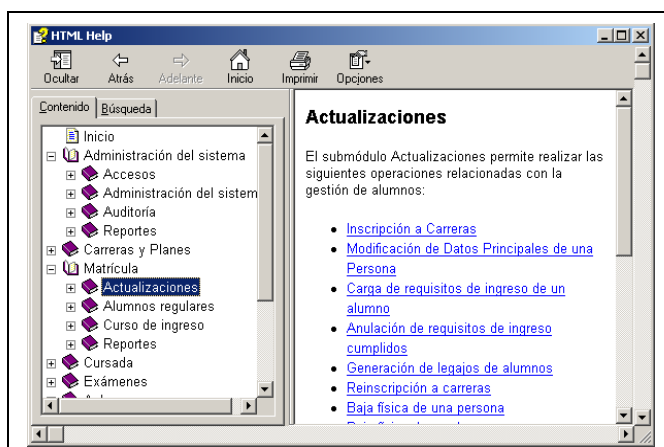 HTML Help
Ocultar Atrás Adelante Inicio Imprimir Opciones
Contenido Búsqueda
Inicio
Administración del sistema
Accesos
Administración del sistem
Auditoría
Reportes
Carreras y Planes
Matrícula
Actualizaciones
Alumnos regulares
Curso de ingreso
Reportes
Cursada
Exámenes
Actualizaciones
El submódulo Actualizaciones permite realizar las
siguientes operaciones relacionadas con la
gestión de alumnos:
Inscripción a Carreras
Modificación de Datos Principales de una
Persona
Carga de requisitos de ingreso de un
alumno
Anulación de requisitos de ingreso
cumplidos
Generación de legajos de alumnos
Reinscripción a carreras
Baja física de una persona